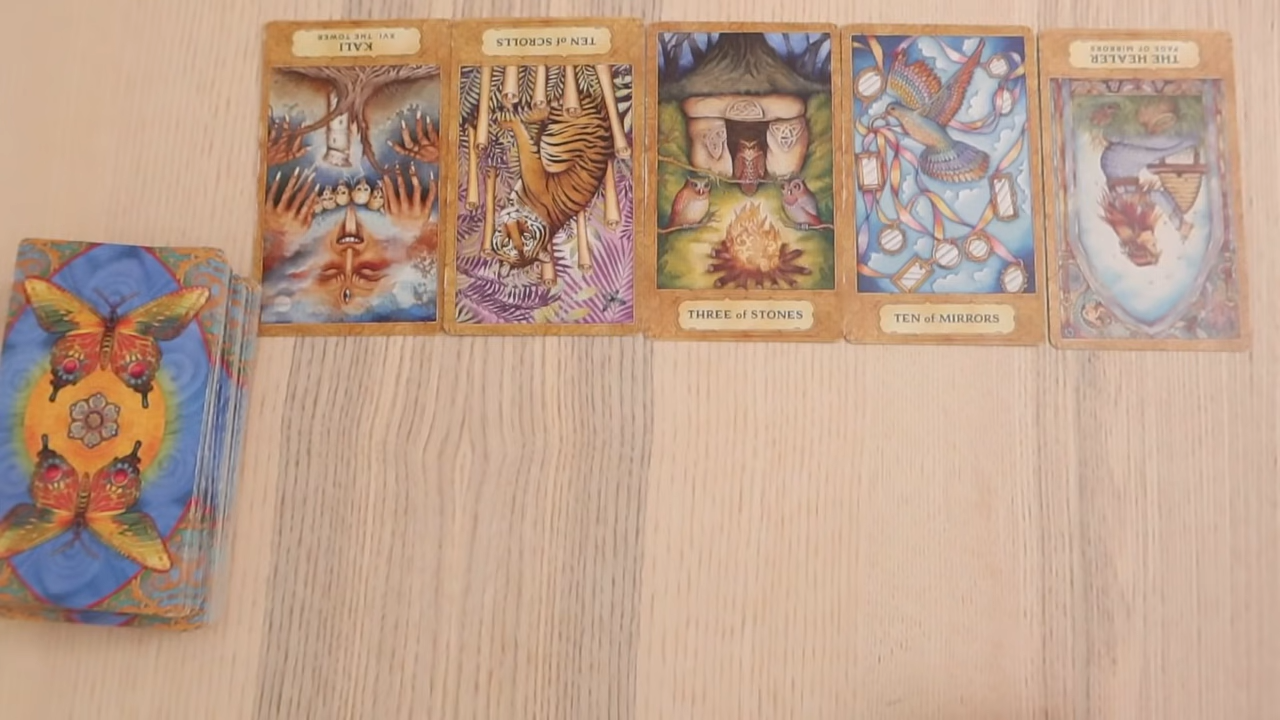 KALI
XVI. THE TOWER
TEN of SCROLLS
THREE of STONES
TEN of MIRRORS
THE HEALER
PAGE OF MIRRORS